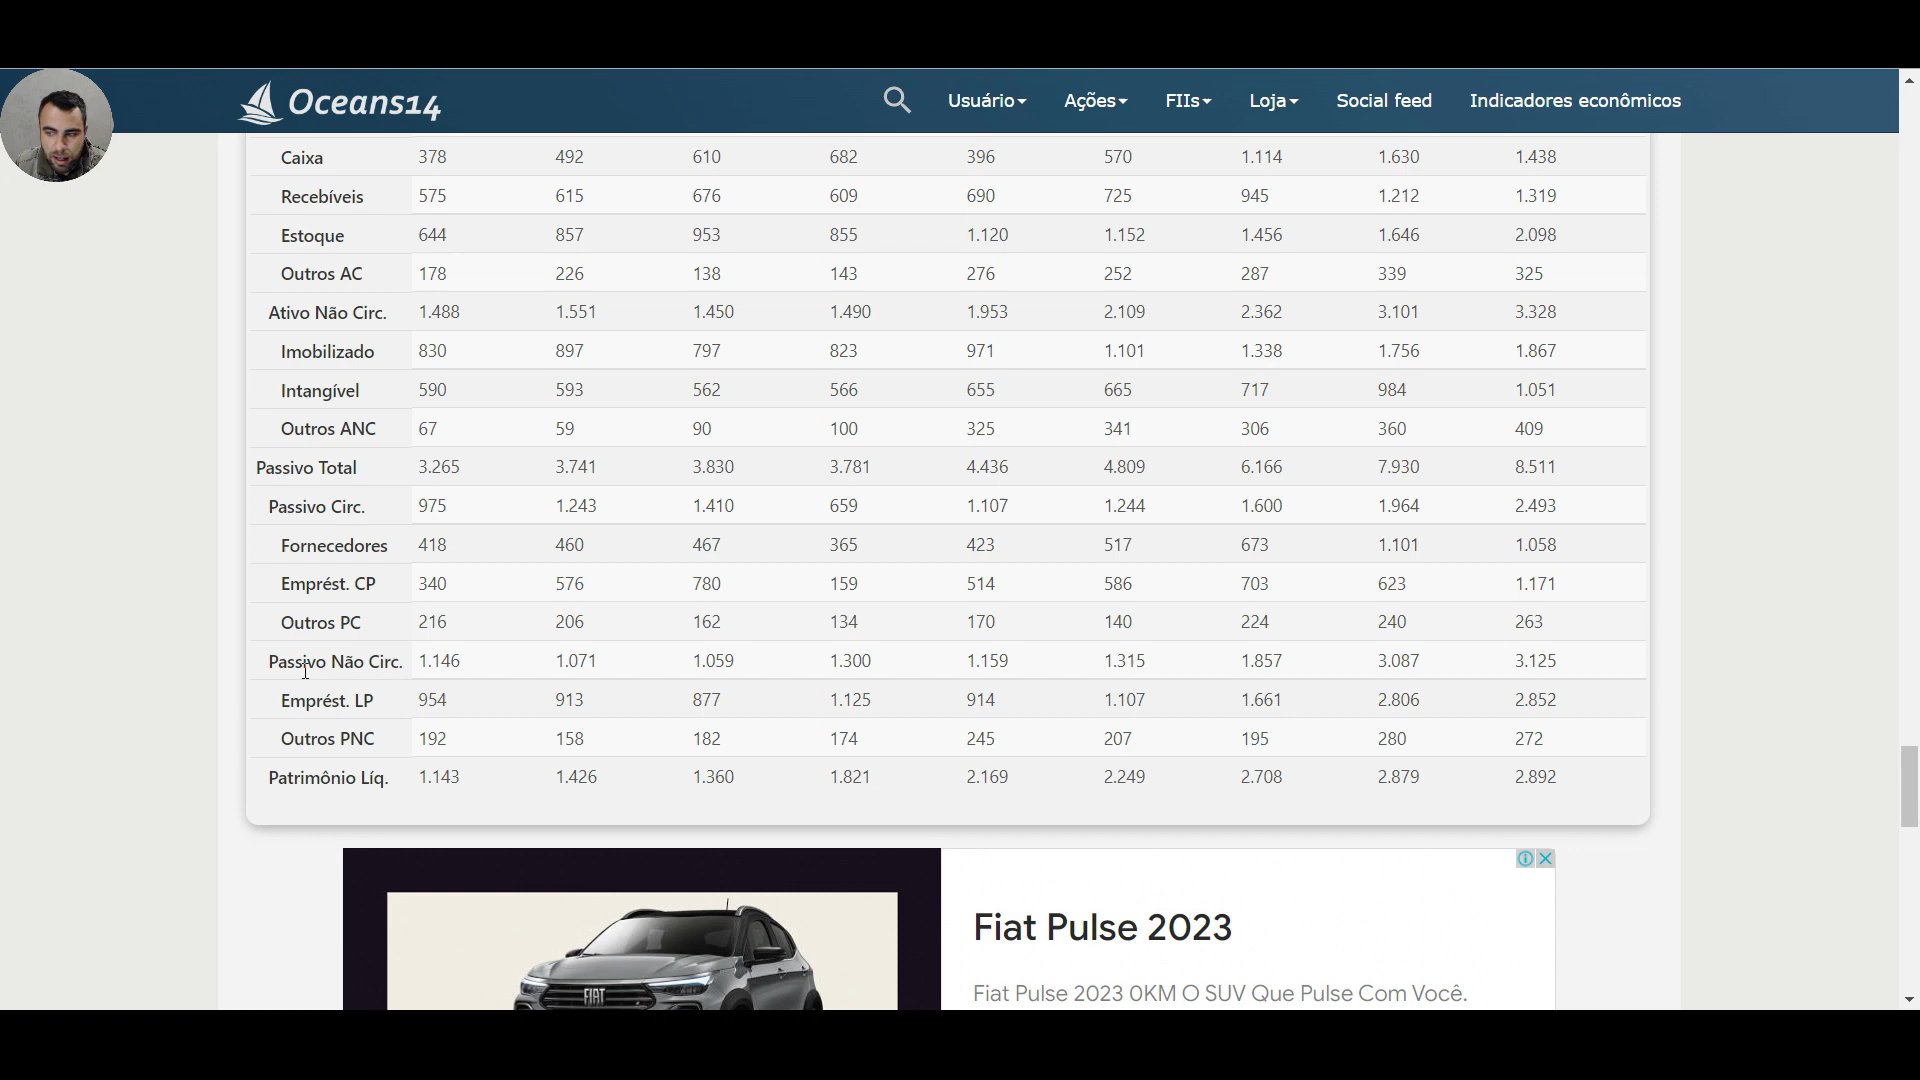 Oceans14 Usuário Ações FIIs Loja Social feed Indicadores econômicos
Caixa 378 492 610 682 396 570 1.114 1.630 1.438
Recebíveis 575 615 676 609 690 725 945 1.212 1.319
Estoque 644 857 953 855 1.120 1.152 1.456 1.646 2.098
Outros AC 178 226 138 143 276 252 287 339 325
Ativo Não Circ. 1.488 1.551 1.450 1.490 1.953 2.109 2.362 3.101 3.328
Imobilizado 830 897 797 823 971 1.101 1.338 1.756 1.867
Intangível 590 593 562 566 655 665 717 984 1.051
Outros ANC 67 59 90 100 325 341 306 360 409
Passivo Total 3.265 3.741 3.830 3.781 4.436 4.809 6.166 7.930 8.511
Passivo Circ. 975 1.243 1.410 659 1.107 1.244 1.600 1.964 2.493
Fornecedores 418 460 467 365 423 517 673 1.101 1.058
Emprést. CP 340 576 780 159 514 586 703 623 1.171
Outros PC 216 206 162 134 170 140 224 240 263
Passivo Não Circ. 1.146 1.071 1.059 1.300 1.159 1.315 1.857 3.087 3.125
Emprést. LP 954 913 877 1.125 914 1.107 1.661 2.806 2.852
Outros PNC 192 158 182 174 245 207 195 280 272
Patrimônio Líq. 1.143 1.426 1.360 1.821 2.169 2.249 2.708 2.879 2.892
Fiat Pulse 2023
Fiat Pulse 2023 0KM O SUV Que Pulse Com Você.
FIAT